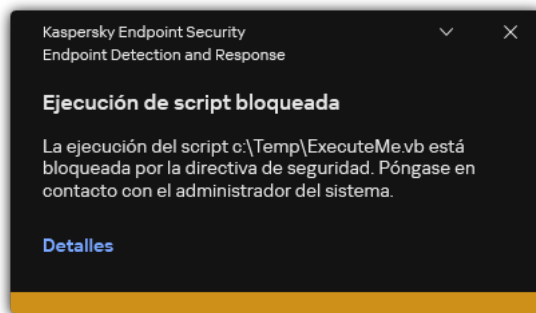 Kaspersky Endpoint Security
Endpoint Detection and Response
Ejecución de script bloqueada
La ejecución del script c:\Temp\ExecuteMe.vb está
bloqueada por la directiva de seguridad. Póngase en
contacto con el administrador del sistema.
Detalles